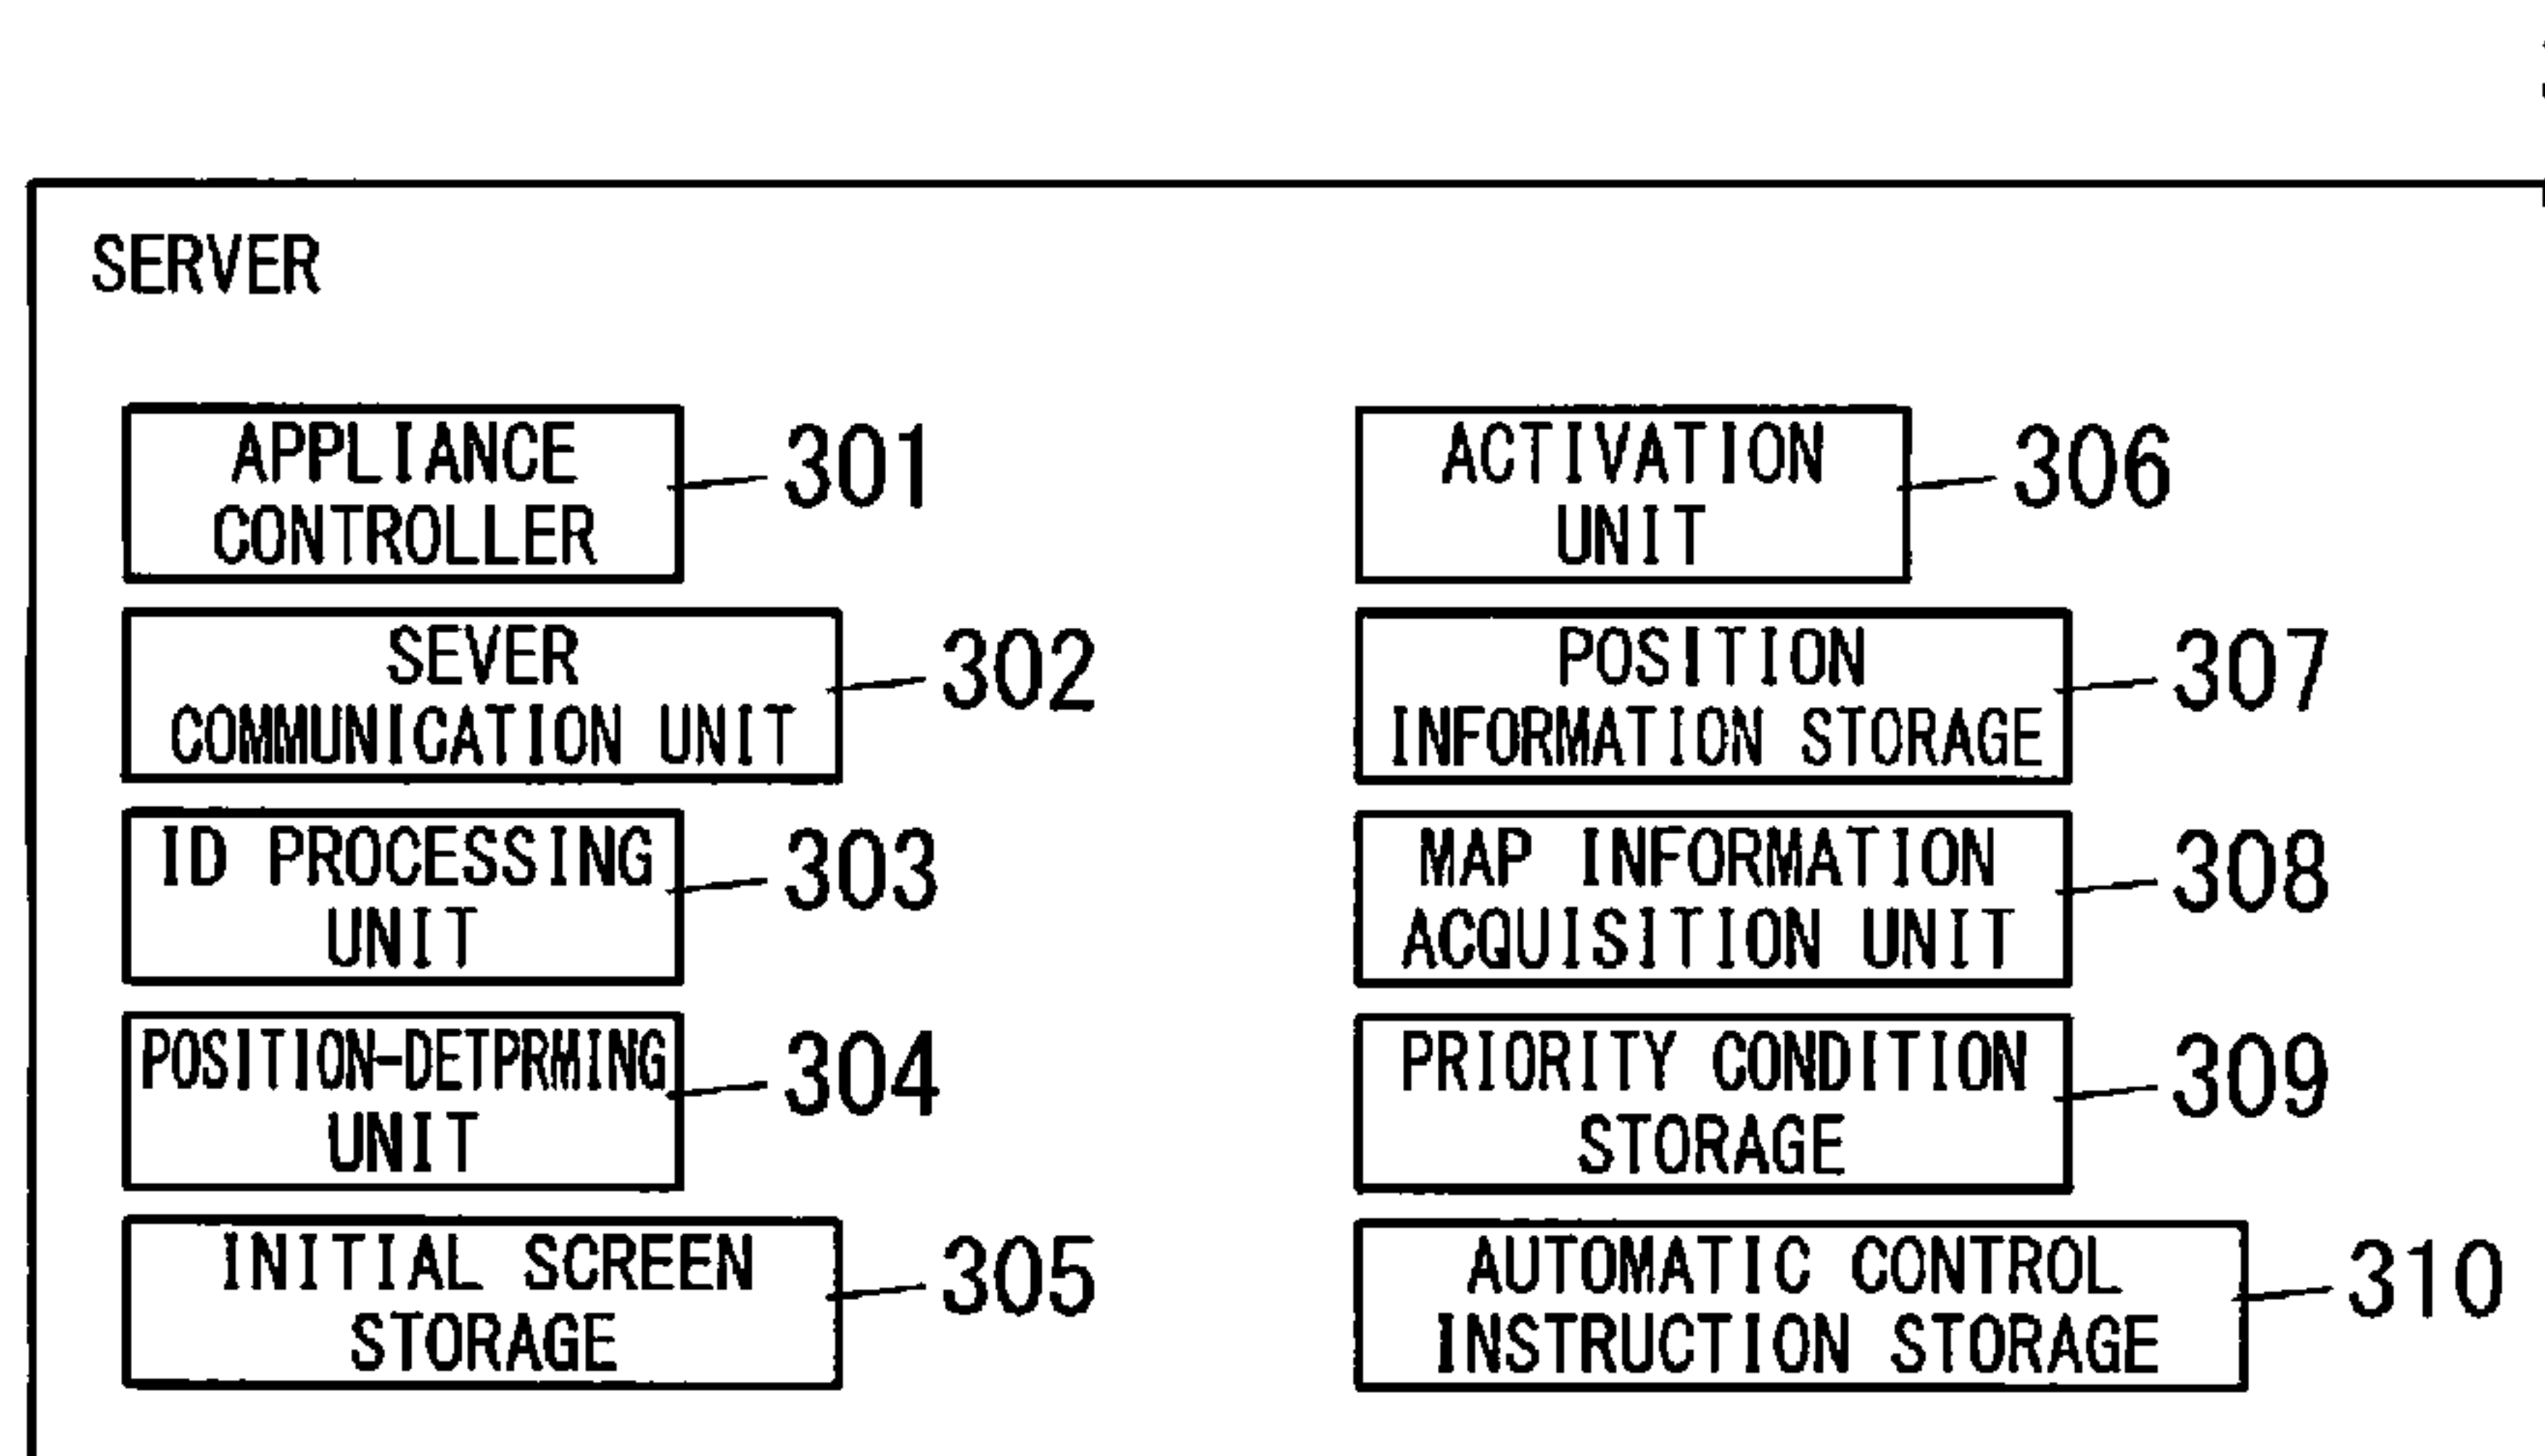 SERVER
APPLIANCE
CONTROLLER
301
SEVER
COMMUNICATION UNIT
302
ID PROCESSING
UNIT
303
POSITION-DETPRMING
UNIT
304
INITIAL SCREEN
STORAGE
305
ACTIVATION
UNIT
306
POSITION
INFORMATION STORAGE
307
MAP INFORMATION
ACQUISITION UNIT
308
PRIORITY CONDITION
STORAGE
309
AUTOMATIC CONTROL
INSTRUCTION STORAGE
310